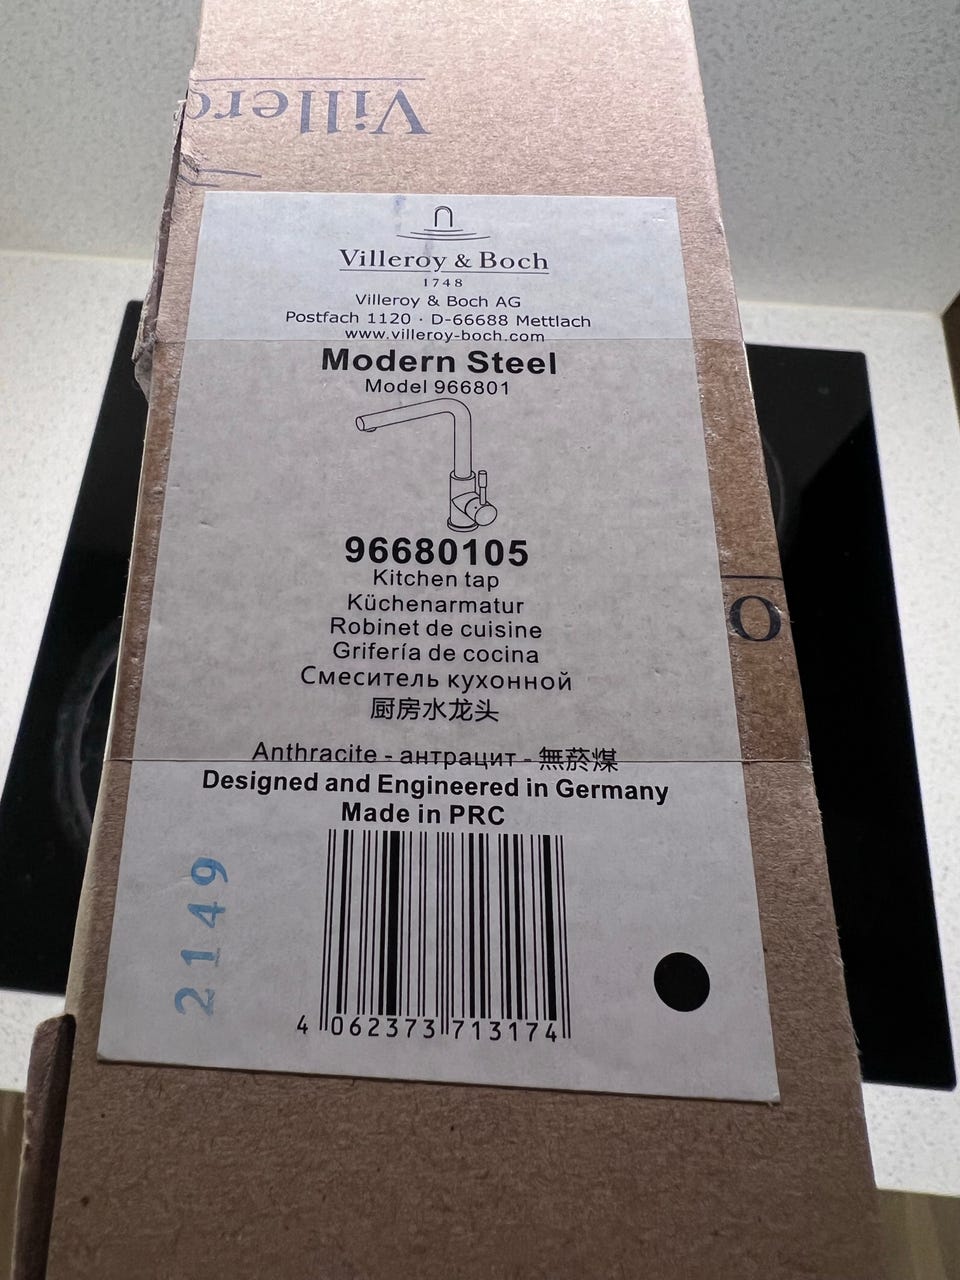 Viller
Villeroy & Boch
1748
Villeroy & Boch AG
Postfach 1120 · D-66688 Mettlach
www.villeroy-boch.com
Modern Steel
Model 966801
96680105
Kitchen tap
Küchenarmatur
Robinet de cuisine
Grifería de cocina
Смеситель кухонной
厨房水龙头
Anthracite - антрацит - 無菸煤
Designed and Engineered in Germany
Made in PRC
2149
4 062373 713174